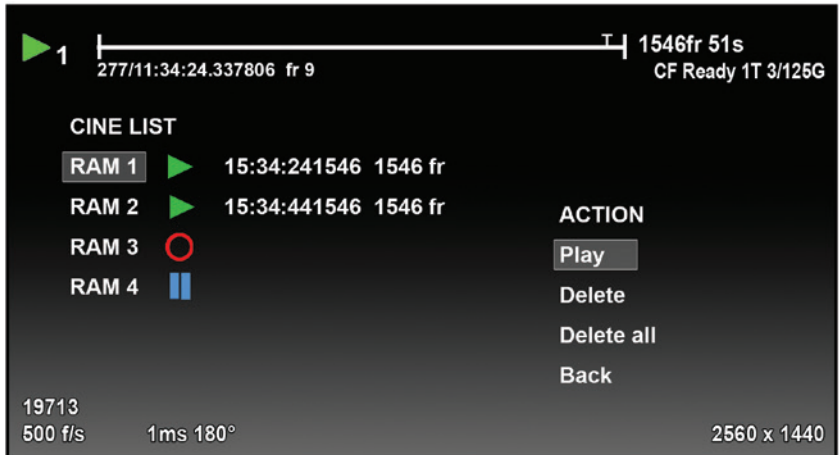 1
T
1546fr 51s
277/11:34:24.337806 fr 9
CF Ready 1T 3/125G
CINE LIST
RAM 1 15:34:241546 1546 fr
RAM 2 15:34:441546 1546 fr
RAM 3
RAM 4
ACTION
Play
Delete
Delete all
Back
19713
500 f/s 1ms 180° 2560 x 1440